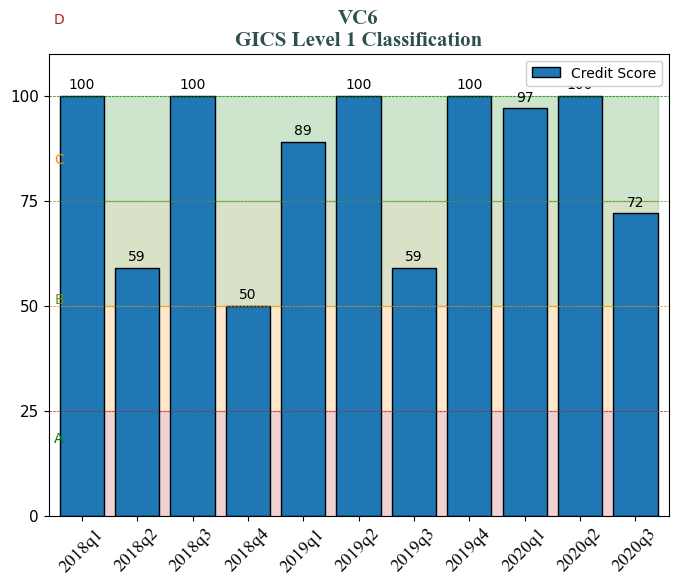 D
VC6
GICS Level 1 Classification
Credit Score
100
59
100
50
89
100
59
100
97
100
72
100
75
50
25
0
C
B
A
2018q1
2018q2
2018q3
2018q4
2019q1
2019q2
2019q3
2019q4
2020q1
2020q2
2020q3